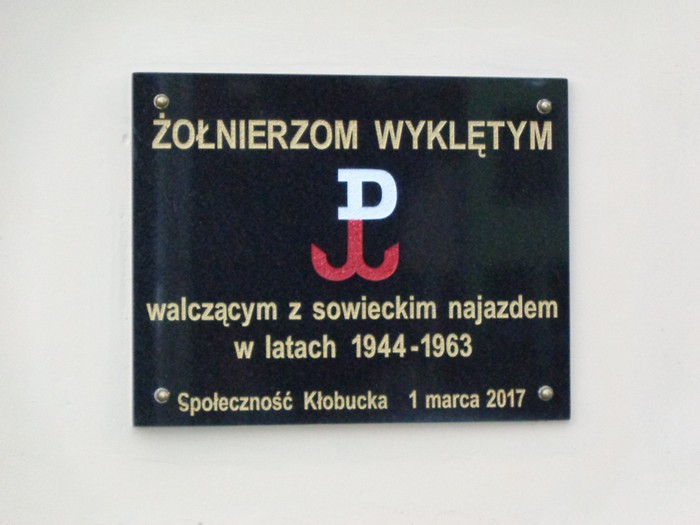 ŻOŁNIERZOM WYKLĘTYM
walczącym z sowieckim najazdem
w latach 1944-1963
Społeczność Kłobucka 1 marca 2017